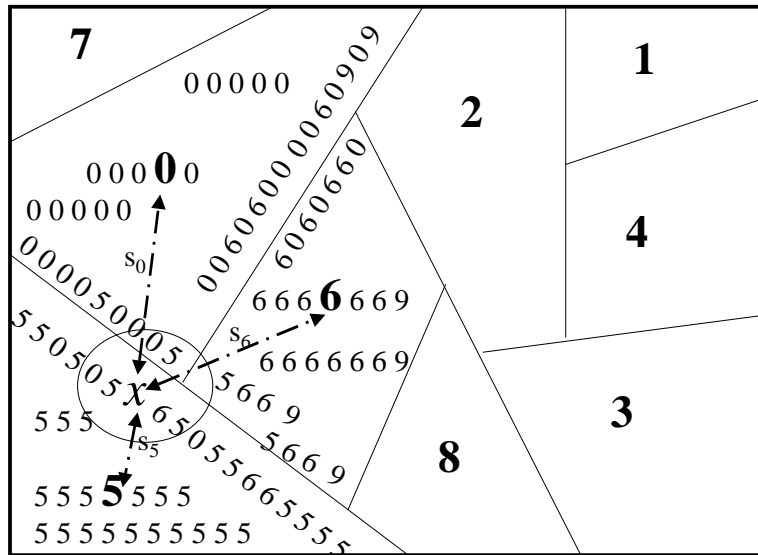 7
1
0 0 0 0 0
2
0 0 6 0 6 0 0 0 0 6 0 9 0 9
6 0 6 0 6 6 0
0 0 0 0 0 0
0 0 0 0 0
4
s0
0 0 0 0 5 0 0 0 5
6 6 6 6 6 6 9
s6
6 6 6 6 6 6 9
5 5 0 5 0 5 x 6 5 0 5 5 6 6 5 5 5 5
5 6 6 9
5 6 6 9
3
5 5 5
s5
8
5 5 5 5 5 5 5
5 5 5 5 5 5 5 5 5 5